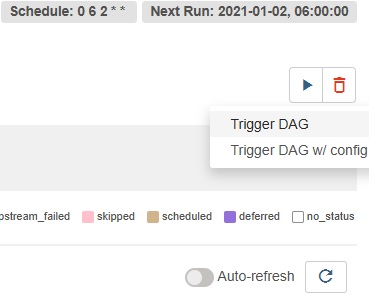 Schedule: 0 6 2 * * Next Run: 2021-01-02, 06:00:00
Trigger DAG
Trigger DAG w/ config
pstream_failed skipped scheduled deferred no_status
Auto-refresh